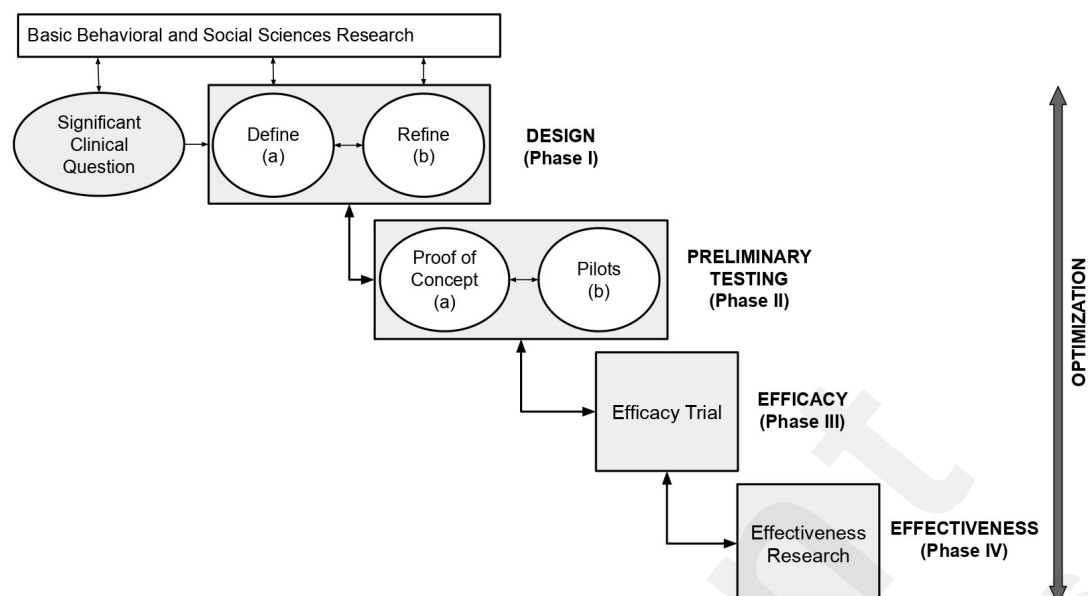 Basic Behavioral and Social Sciences Research
Significant
Clinical
Question
Define
(a)
Refine
(b)
DESIGN
(Phase I)
Proof of
Concept
(a)
Pilots
(b)
PRELIMINARY
TESTING
(Phase II)
Efficacy Trial
EFFICACY
(Phase III)
Effectiveness
Research
EFFECTIVENESS
(Phase IV)
OPTIMIZATION